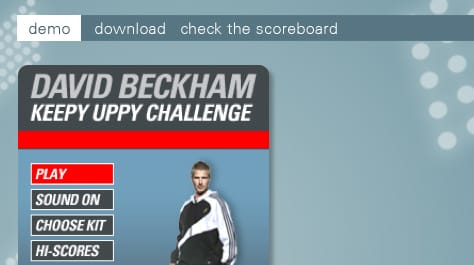 demo download check the scoreboard
DAVID BECKHAM
KEEPY UPPY CHALLENGE
PLAY
SOUND ON
CHOOSE KIT
HI-SCORES